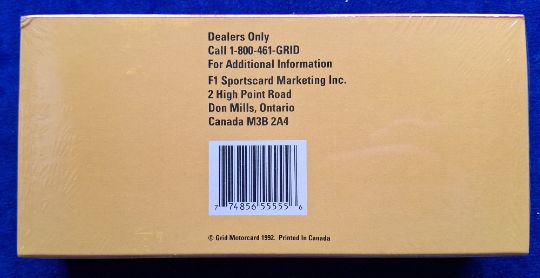 Dealers Only
Call 1-800-461-GRID
For Additional Information
F1 Sportscard Marketing Inc.
2 High Point Road
Don Mills, Ontario
Canada M3B 2A4
7 74856 55555 6
© Grid Motorcard 1992. Printed In Canada